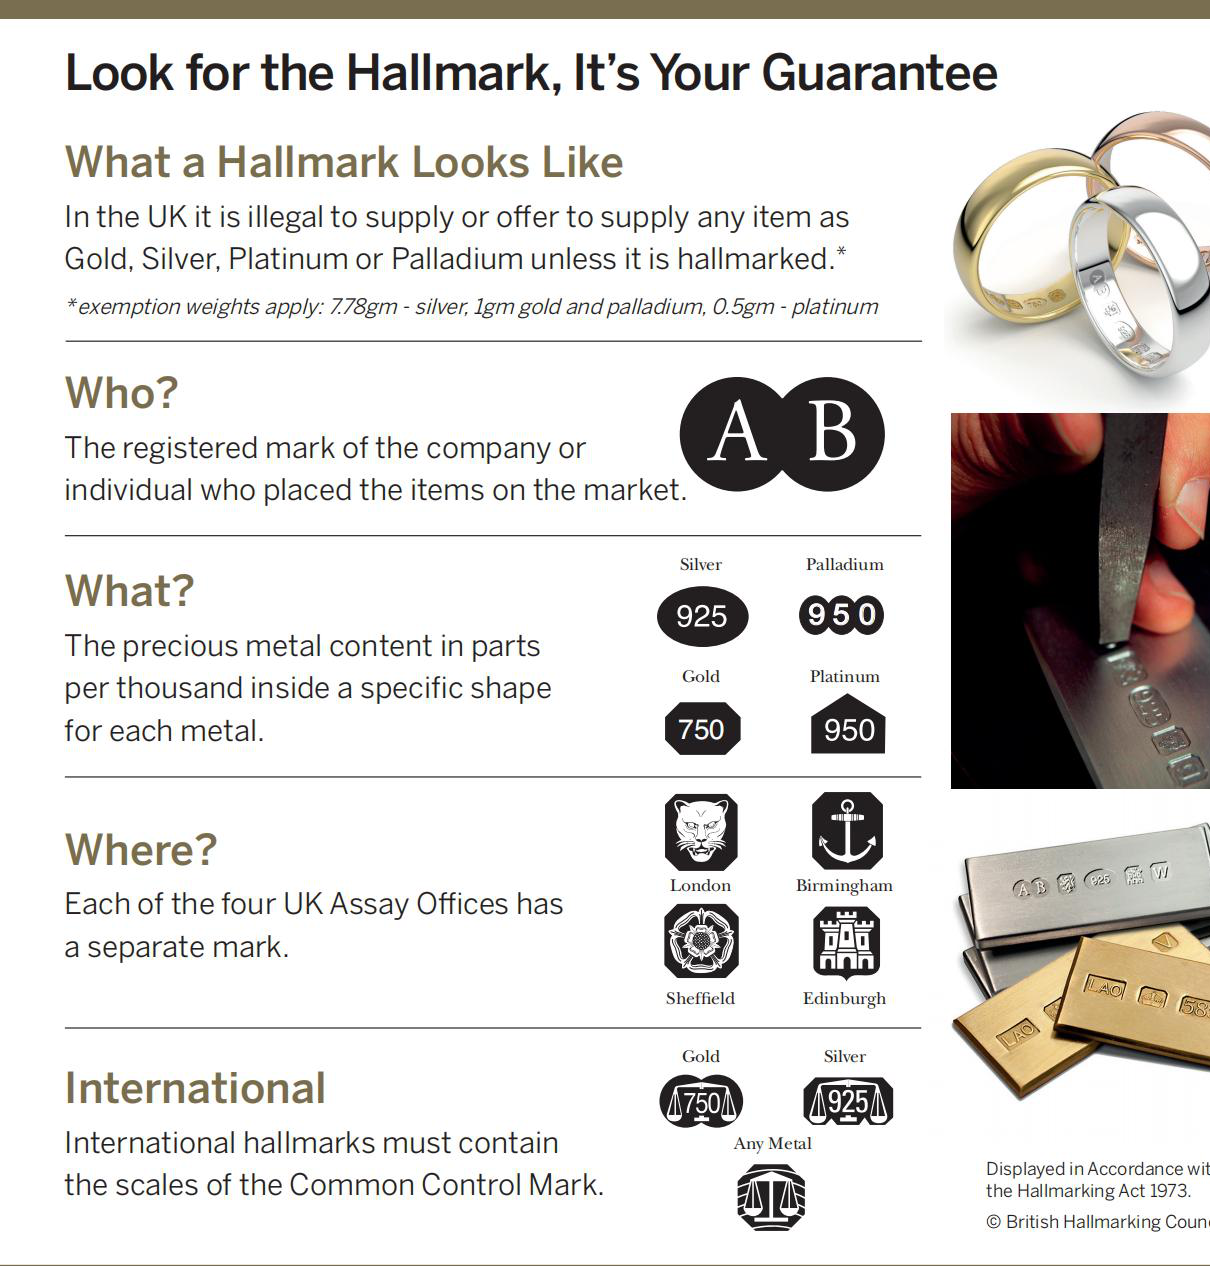 Look for the Hallmark, It's Your Guarantee
What a Hallmark Looks Like
In the UK it is illegal to supply or offer to supply any item as
Gold, Silver, Platinum or Palladium unless it is hallmarked.*
*exemption weights apply: 7.78gm - silver, 1gm gold and palladium, 0.5gm - platinum
Who?
The registered mark of the company or
individual who placed the items on the market.
A B
What?
The precious metal content in parts
per thousand inside a specific shape
for each metal.
Silver Palladium
925 950
Gold Platinum
750 950
Where?
Each of the four UK Assay Offices has
a separate mark.
London Birmingham
Sheffield Edinburgh
International
International hallmarks must contain
the scales of the Common Control Mark.
Gold Silver
750 925
Any Metal
A B 925 W
LAO
LAO
Displayed in Accordance
the Hallmarking Act 1973.
© British Hallmarking